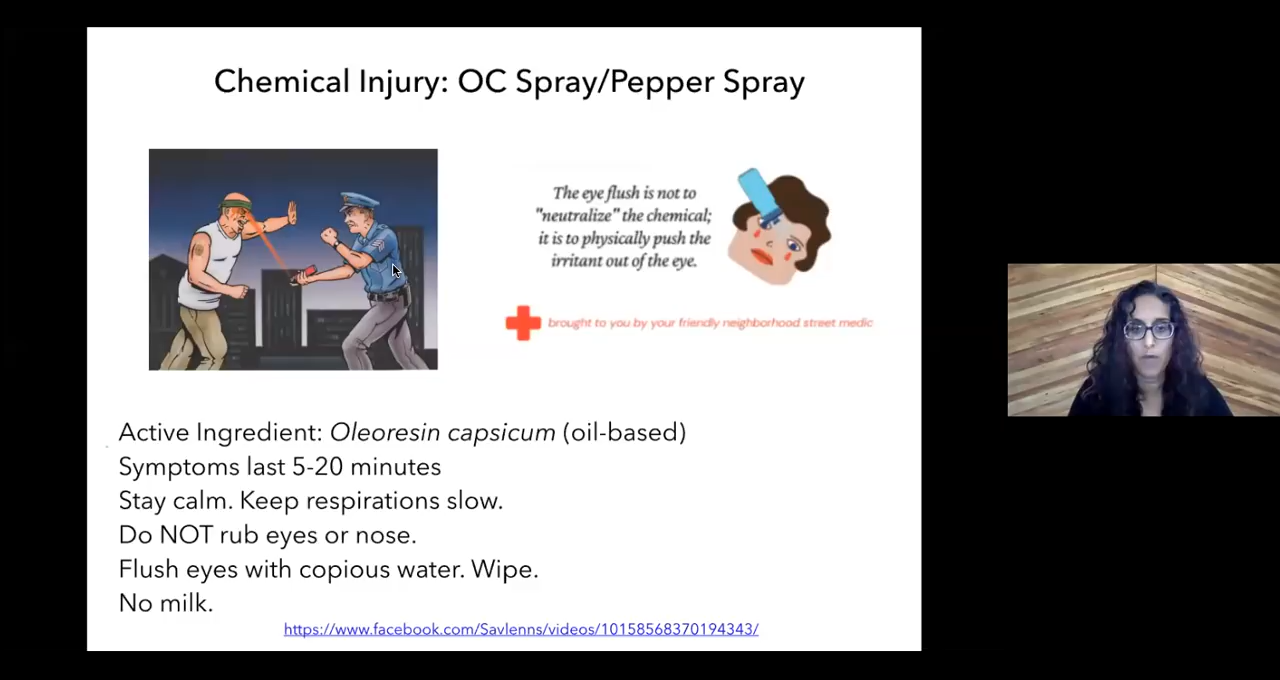 Chemical Injury: OC Spray/Pepper Spray
The eye flush is not to
"neutralize" the chemical;
it is to physically push the
irritant out of the eye.
brought to you by your friendly neighborhood street medic
Active Ingredient: Oleoresin capsicum (oil-based)
Symptoms last 5-20 minutes
Stay calm. Keep respirations slow.
Do NOT rub eyes or nose.
Flush eyes with copious water. Wipe.
No milk.
https://www.facebook.com/Savlenns/videos/10158568370194343/